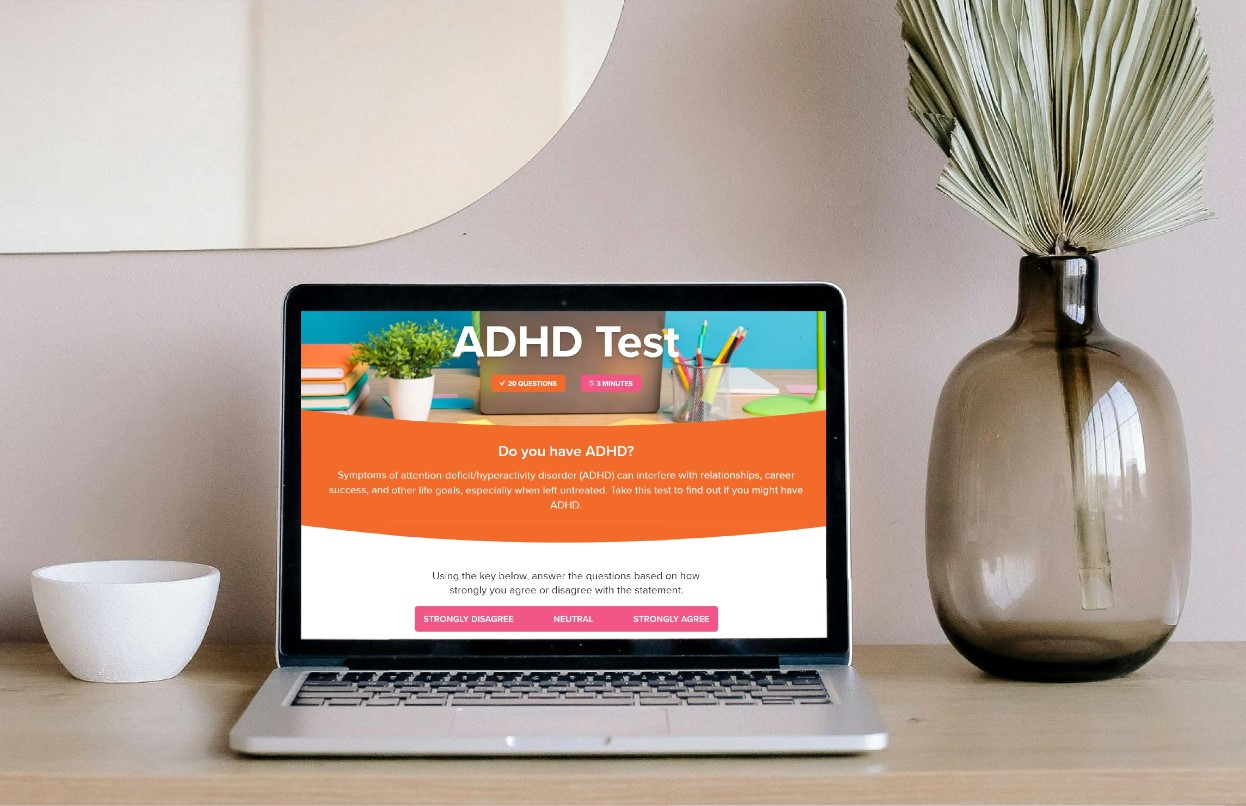 ADHD Test
✓ 20 QUESTIONS
3 MINUTES
Do you have ADHD?
Symptoms of attention-deficit/hyperactivity disorder (ADHD) can interfere with relationships, career
success, and other life goals, especially when left untreated. Take this test to find out if you might have
ADHD.
Using the key below, answer the questions based on how
strongly you agree or disagree with the statement.
STRONGLY DISAGREE NEUTRAL STRONGLY AGREE